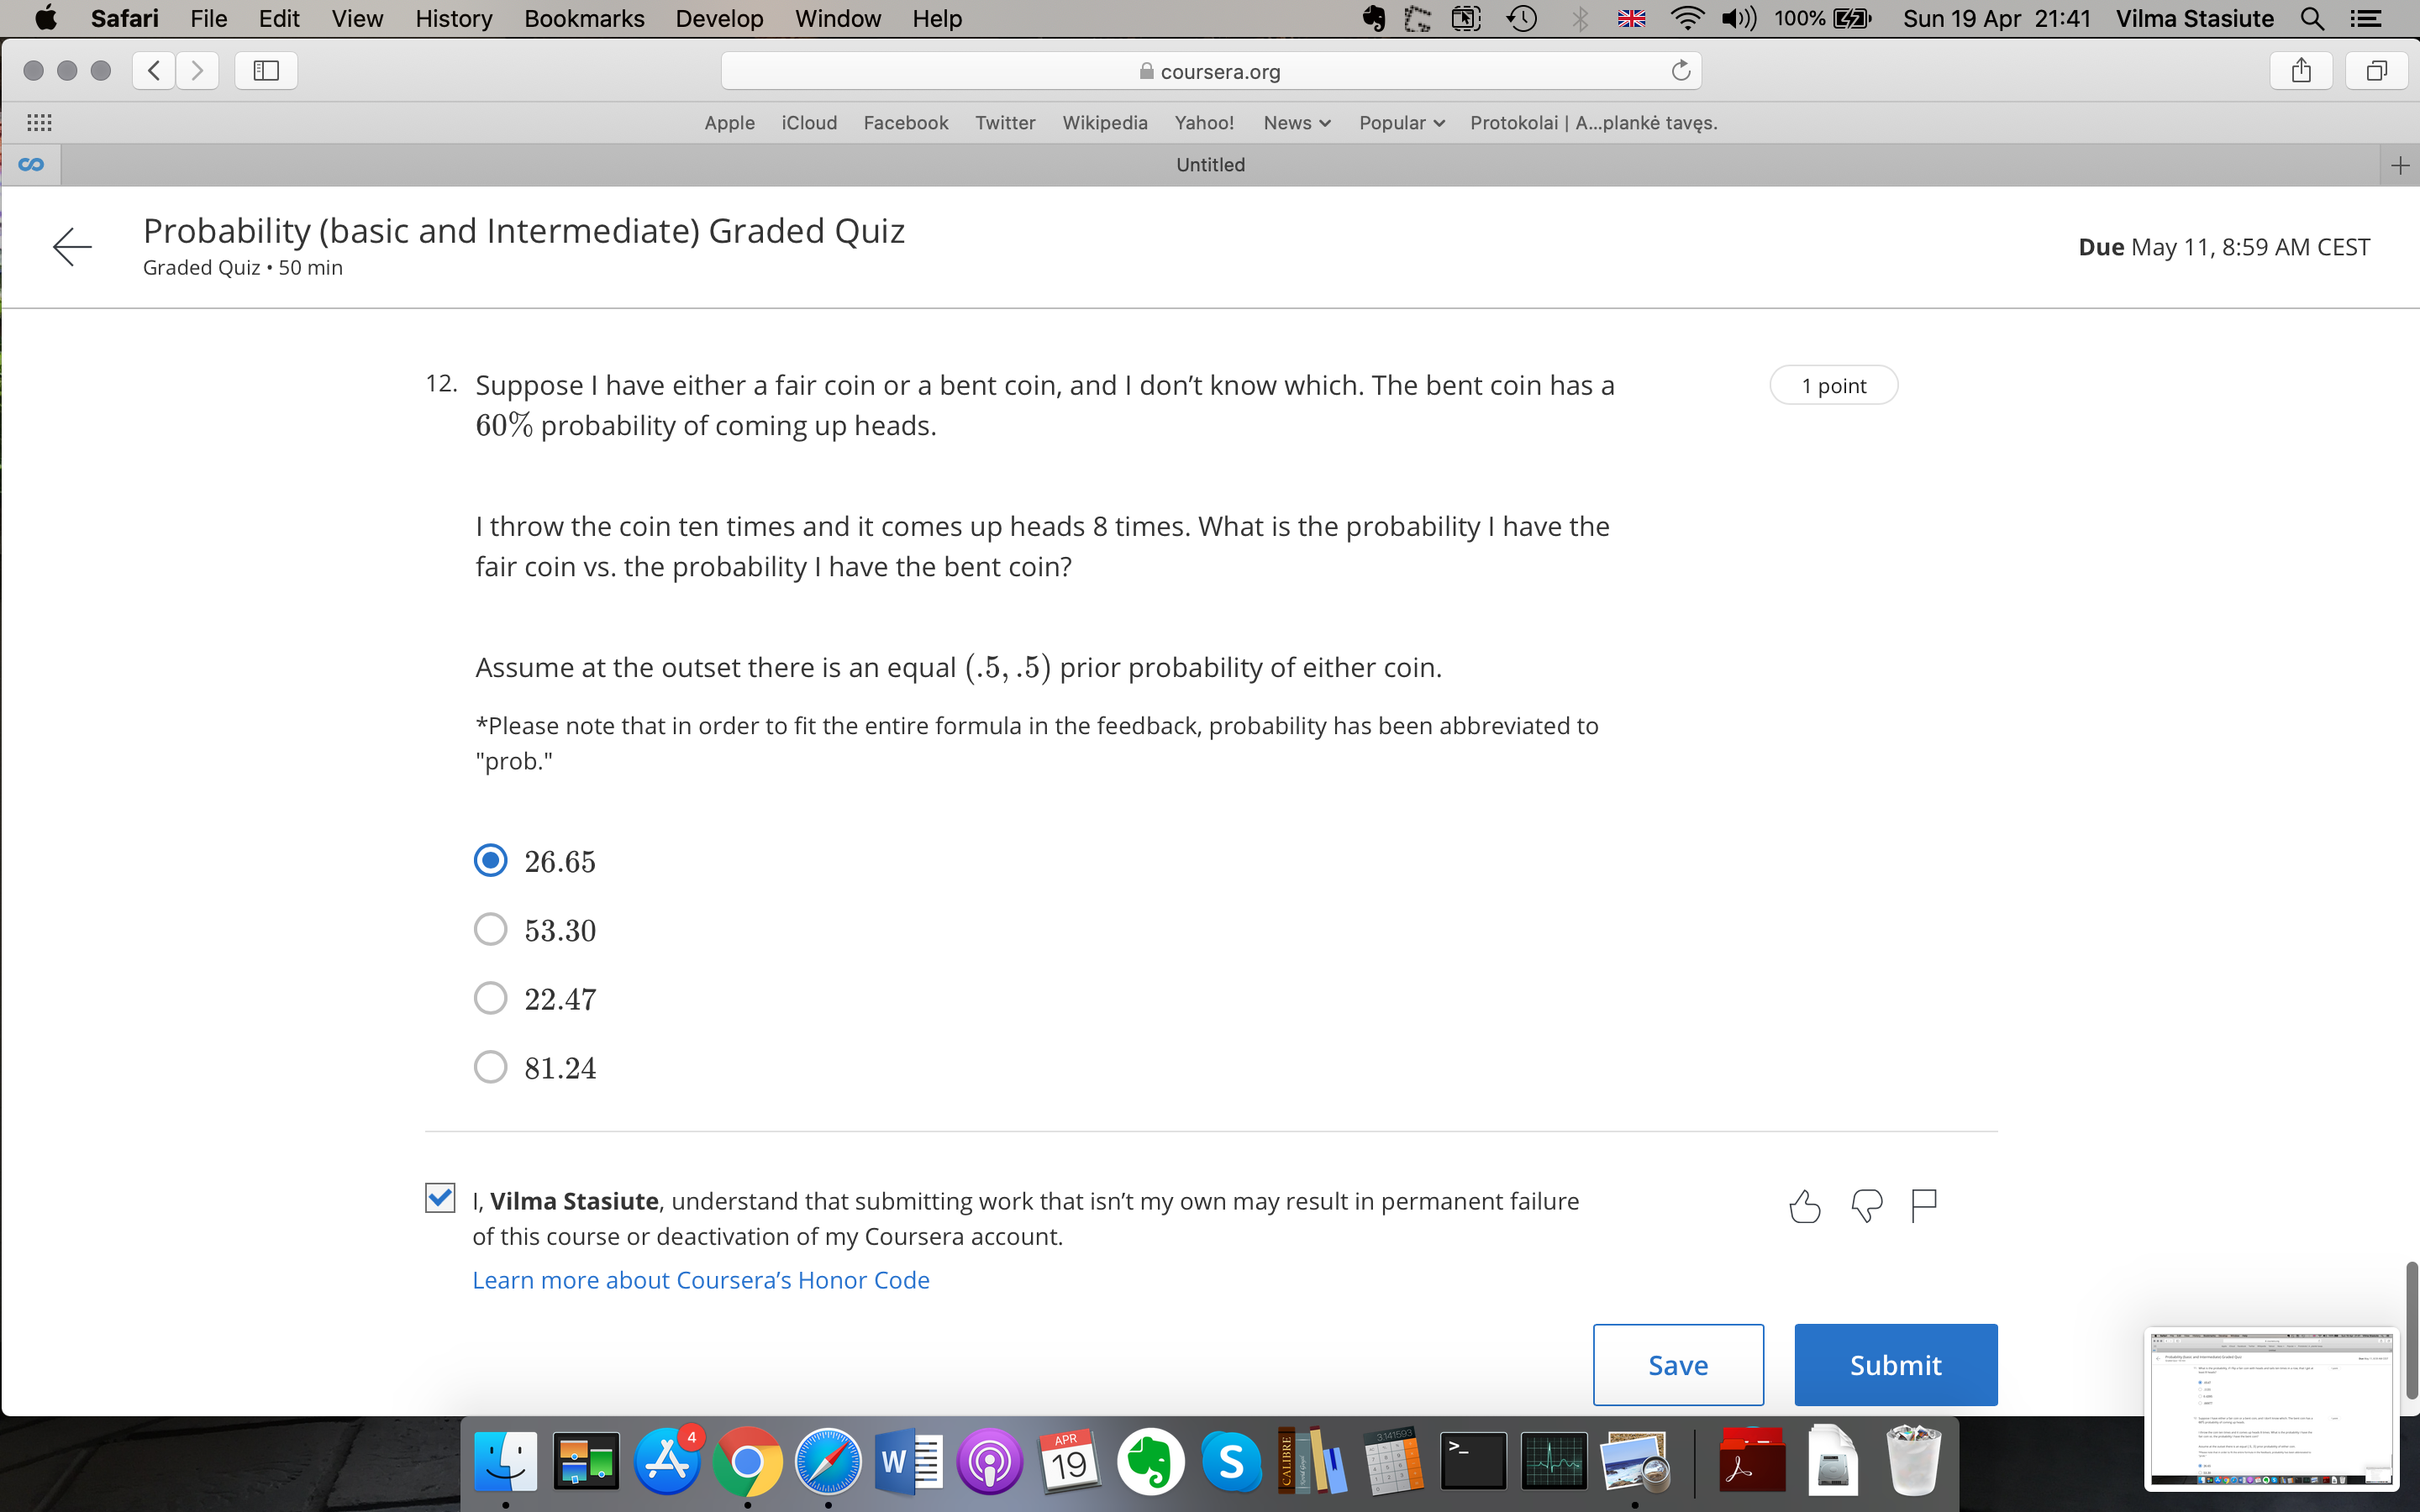 Safari File Edit View History Bookmarks Develop Window Help 100% Sun 19 Apr 21:41 Vilma Stasiute
coursera.org
Apple iCloud Facebook Twitter Wikipedia Yahoo! News Popular Protokolai | A...plankė tavęs.
Untitled
Probability (basic and Intermediate) Graded Quiz
Graded Quiz • 50 min
Due May 11, 8:59 AM CEST
12. Suppose I have either a fair coin or a bent coin, and I don’t know which. The bent coin has a
60% probability of coming up heads.
1 point
I throw the coin ten times and it comes up heads 8 times. What is the probability I have the
fair coin vs. the probability I have the bent coin?
Assume at the outset there is an equal (.5, .5) prior probability of either coin.
*Please note that in order to fit the entire formula in the feedback, probability has been abbreviated to
"prob."
26.65
53.30
22.47
81.24
I, Vilma Stasiute, understand that submitting work that isn’t my own may result in permanent failure
of this course or deactivation of my Coursera account.
Learn more about Coursera’s Honor Code
Save
Submit
4
W
APR
19
S
CALIBRE
3.141593
>_